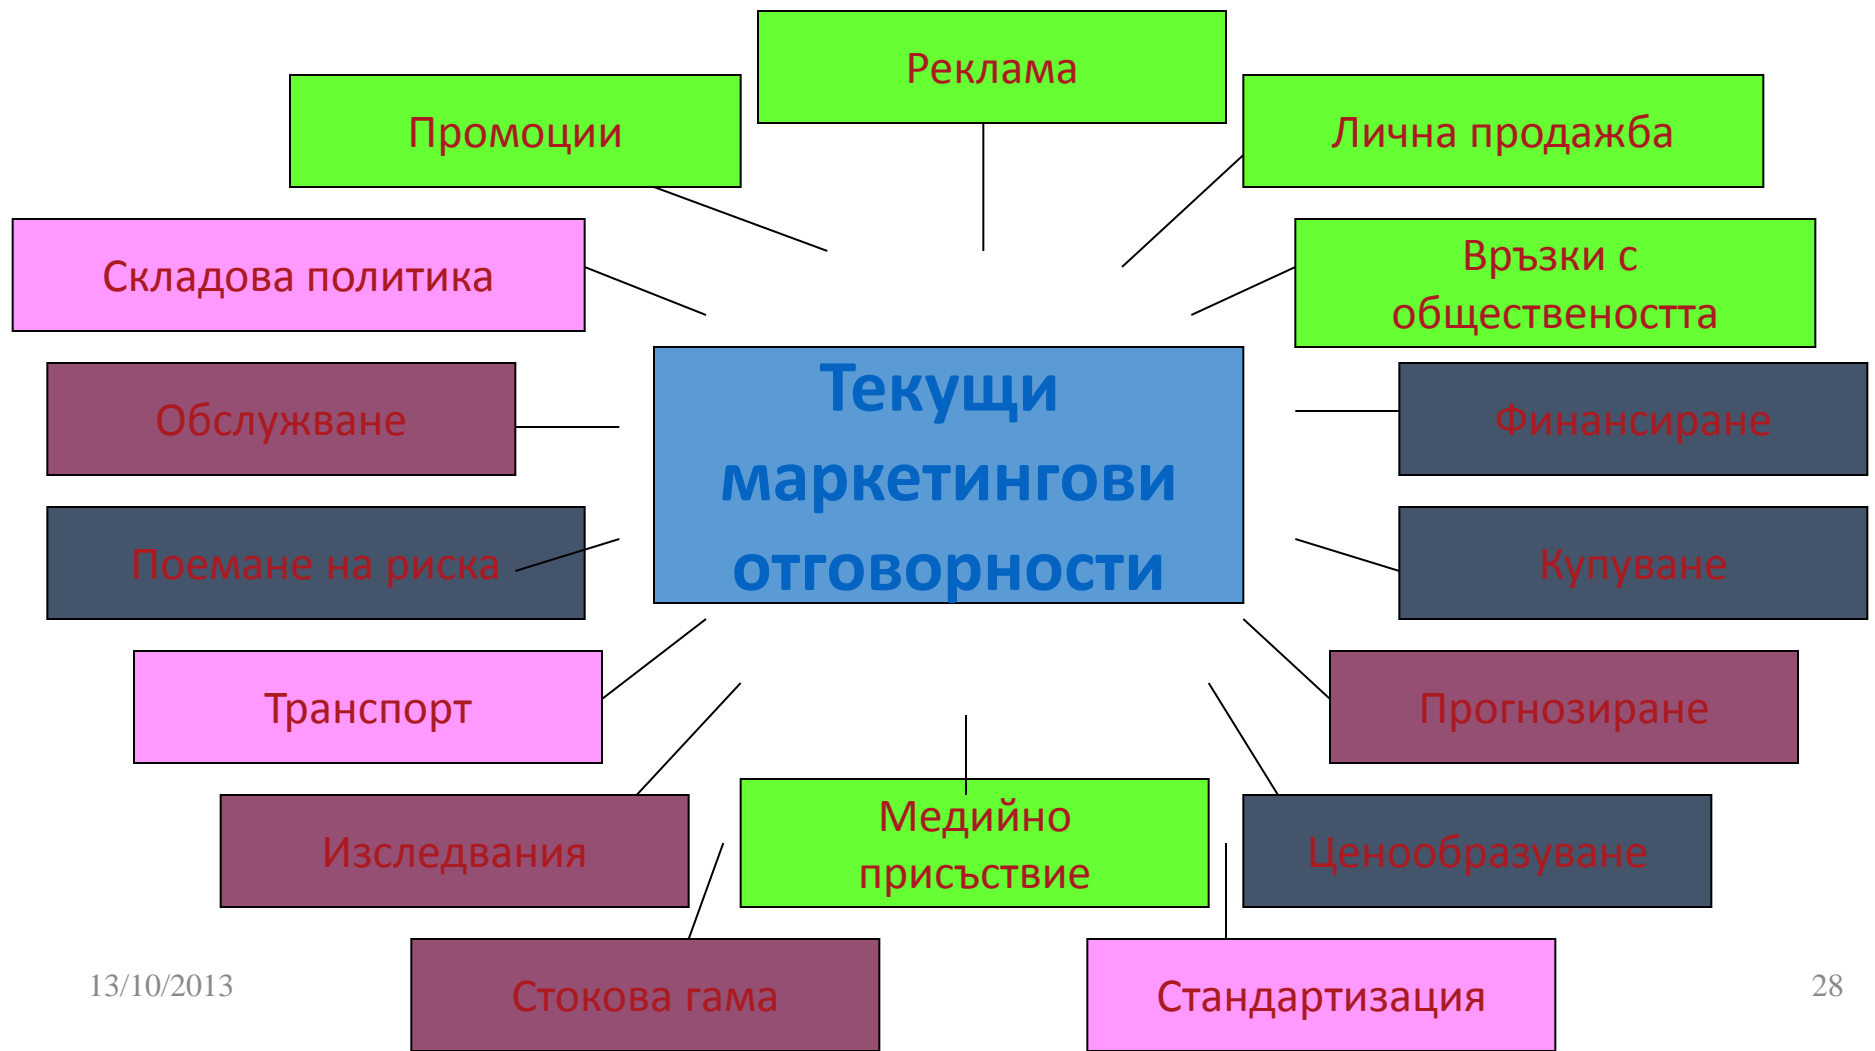 Реклама
Промоции
Лична продажба
Складова политика
Връзки с
обществеността
Текущи
маркетингови
отговорности
Обслужване
Финансиране
Поемане на риска
Купуване
Транспорт
Прогнозиране
Изследвания
Медийно
присъствие
Ценообразуване
Стокова гама
Стандартизация
13/10/2013
28